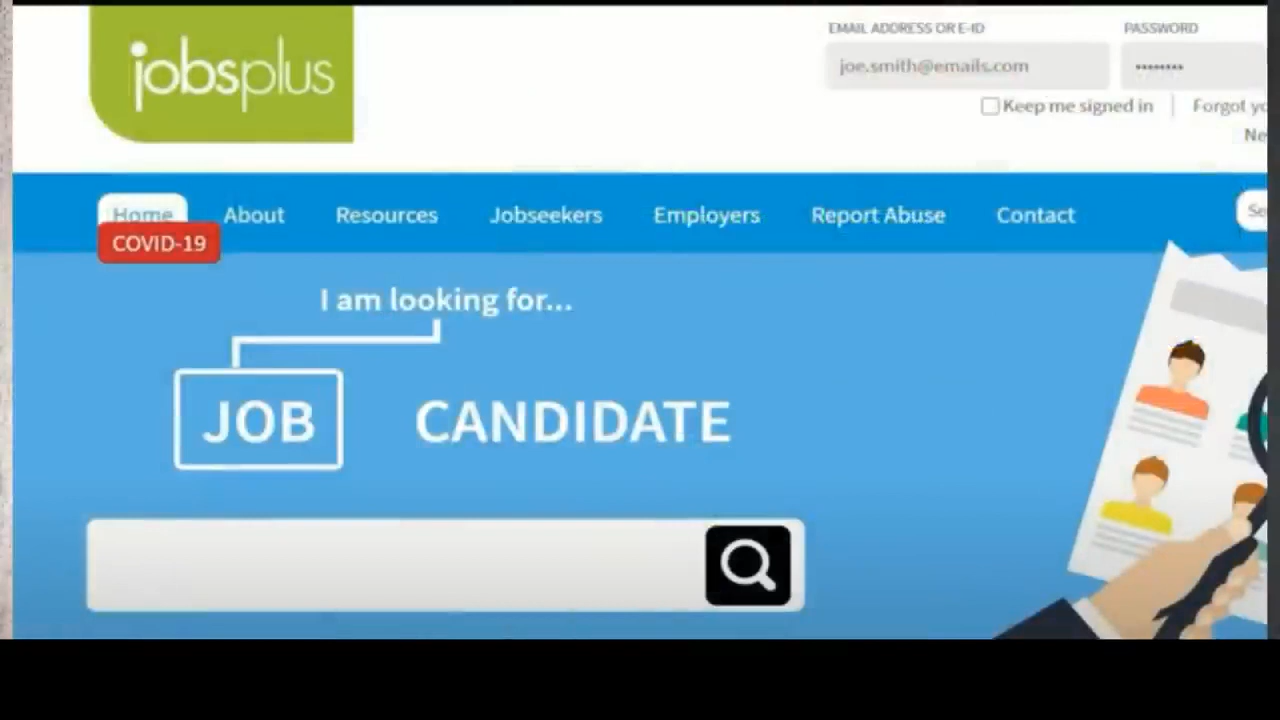 jobsplus
EMAIL ADDRESS OR E-ID
PASSWORD
joe.smith@emails.com
••••••••
Keep me signed in
Forgot
Home
About
Resources
Jobseekers
Employers
Report Abuse
Contact
COVID-19
I am looking for...
JOB
CANDIDATE